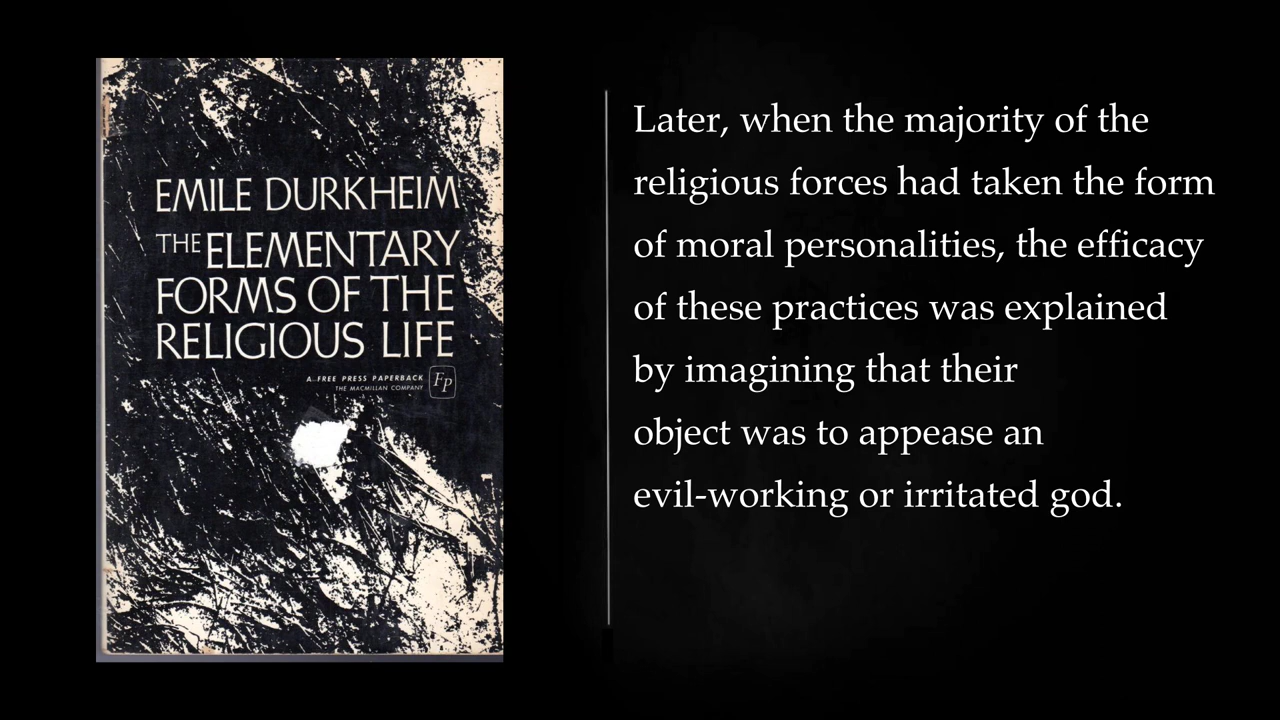 EMILE DURKHEIM
THE ELEMENTARY
FORMS OF THE
RELIGIOUS LIFE
A FREE PRESS PAPERBACK
THE MACMILLAN COMPANY
FP
Later, when the majority of the
religious forces had taken the form
of moral personalities, the efficacy
of these practices was explained
by imagining that their
object was to appease an
evil-working or irritated god.